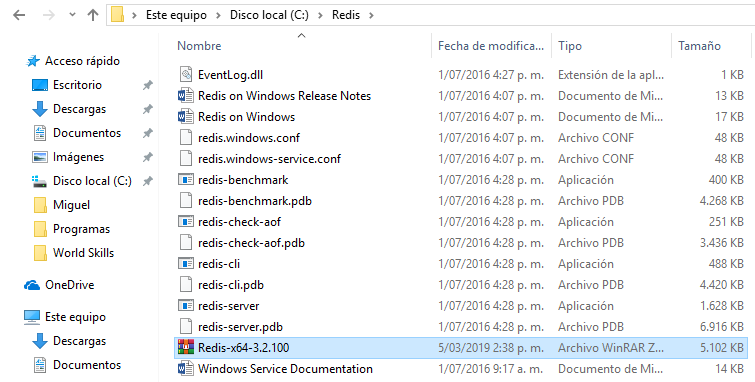 Este equipo > Disco local (C:) > Redis >
Nombre Fecha de modifica... Tipo Tamaño
Acceso rápido
Escritorio
Descargas
Documentos
Imágenes
Disco local (C:)
Miguel
Programas
World Skills
OneDrive
Este equipo
Descargas
Documentos
EventLog.dll 1/07/2016 4:27 p. m. Extensión de la apl... 1 KB
Redis on Windows Release Notes 1/07/2016 4:07 p. m. Documento de Mi... 13 KB
Redis on Windows 1/07/2016 4:07 p. m. Documento de Mi... 17 KB
redis.windows.conf 1/07/2016 4:07 p. m. Archivo CONF 48 KB
redis.windows-service.conf 1/07/2016 4:07 p. m. Archivo CONF 48 KB
redis-benchmark 1/07/2016 4:28 p. m. Aplicación 400 KB
redis-benchmark.pdb 1/07/2016 4:28 p. m. Archivo PDB 4.268 KB
redis-check-aof 1/07/2016 4:28 p. m. Aplicación 251 KB
redis-check-aof.pdb 1/07/2016 4:28 p. m. Archivo PDB 3.436 KB
redis-cli 1/07/2016 4:28 p. m. Aplicación 488 KB
redis-cli.pdb 1/07/2016 4:28 p. m. Archivo PDB 4.420 KB
redis-server 1/07/2016 4:28 p. m. Aplicación 1.628 KB
redis-server.pdb 1/07/2016 4:28 p. m. Archivo PDB 6.916 KB
Redis-x64-3.2.100 5/03/2019 2:38 p. m. Archivo WinRAR Z... 5.102 KB
Windows Service Documentation 1/07/2016 9:17 a. m. Documento de Mi... 14 KB